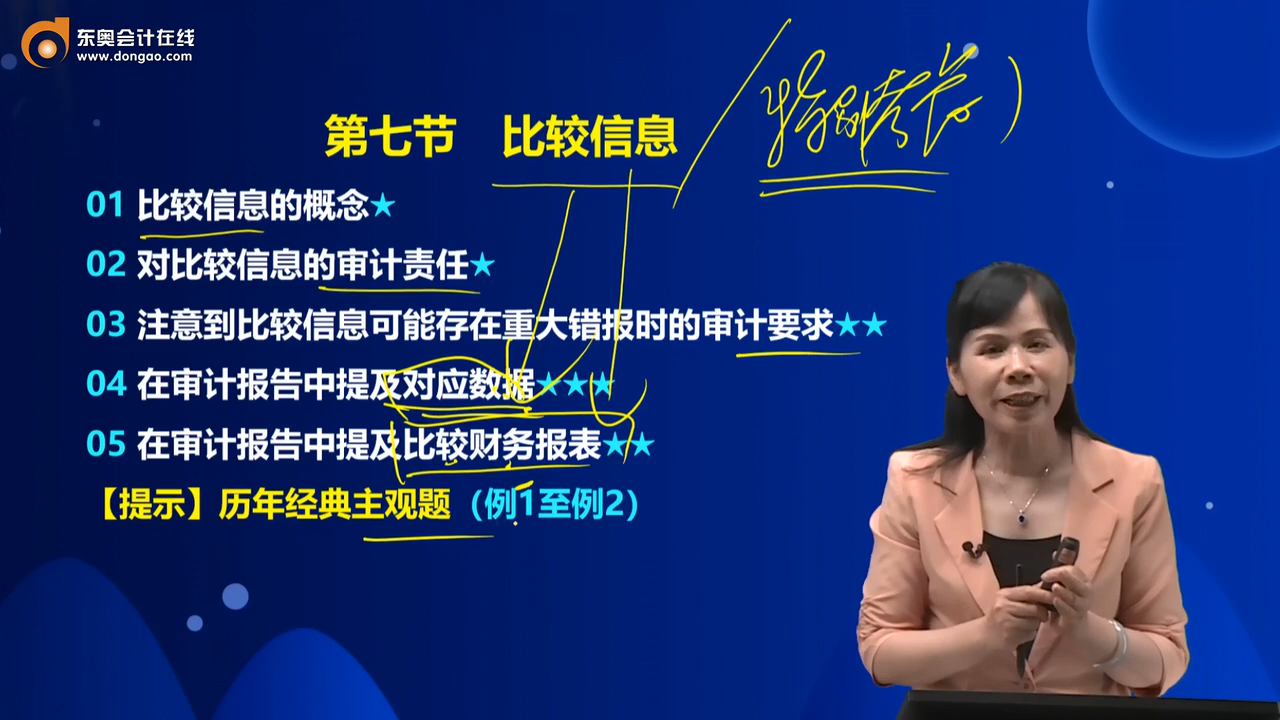 东奥会计在线
www.dongao.com
第七节 比较信息
01 比较信息的概念★
02 对比较信息的审计责任★
03 注意到比较信息可能存在重大错报时的审计要求★★
04 在审计报告中提及对应数据★★★
05 在审计报告中提及比较财务报表★★
【提示】历年经典主观题（例1至例2）